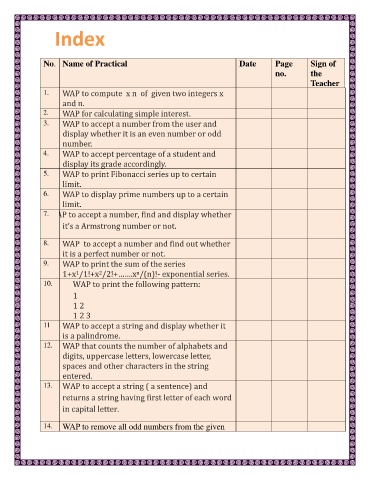 Index
No. Name of Practical Date Page no. Sign of the Teacher
1. WAP to compute x n of given two integers x
and n.
2. WAP for calculating simple interest.
3. WAP to accept a number from the user and
display whether it is an even number or odd
number.
4. WAP to accept percentage of a student and
display its grade accordingly.
5. WAP to print Fibonacci series up to certain
limit.
6. WAP to display prime numbers up to a certain
limit.
7. AP to accept a number, find and display whether
it's a Armstrong number or not.
8. WAP to accept a number and find out whether
it is a perfect number or not.
9. WAP to print the sum of the series
1+x¹/1!+x²/2!+…….xⁿ/(n)!- exponential series.
10. WAP to print the following pattern:
1
1 2
1 2 3
11 WAP to accept a string and display whether it
is a palindrome.
12. WAP that counts the number of alphabets and
digits, uppercase letters, lowercase letter,
spaces and other characters in the string
entered.
13. WAP to accept a string ( a sentence) and
returns a string having first letter of each word
in capital letter.
14. WAP to remove all odd numbers from the given